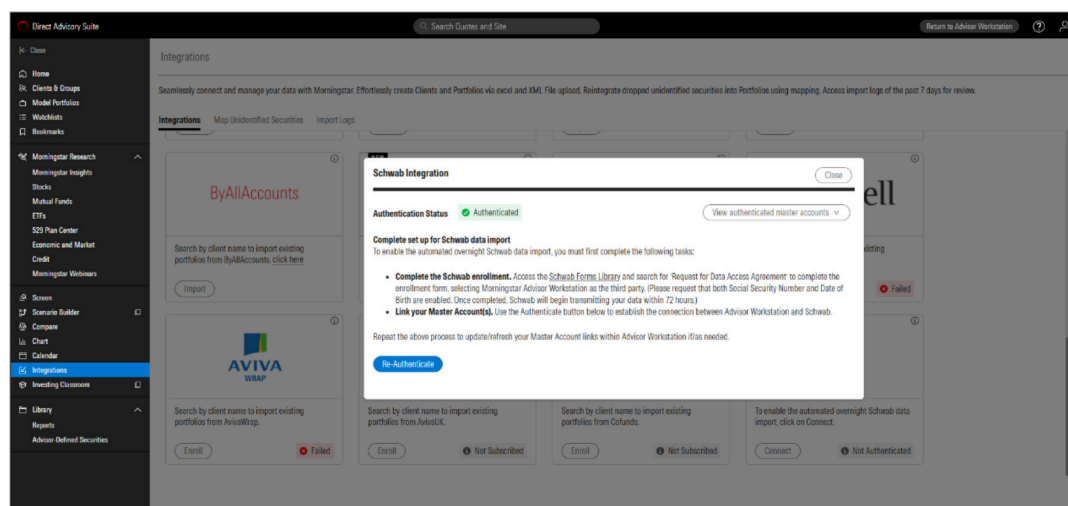 Direct Advisory Suite
Search Quotes and Site
Return to Advisor Workstation
Close
Home
Clients & Groups
Model Portfolios
Watchlists
Bookmarks
Morningstar Research
Morningstar Insights
Stocks
Mutual Funds
ETFs
529 Plan Center
Economic and Market
Credit
Morningstar Webinars
Screen
Scenario Builder
Compare
Chart
Calendar
Integrations
Investing Classroom
Library
Reports
Advisor-Defined Securities
Integrations
Seamlessly connect and manage your data with Morningstar. Effortlessly create Clients and Portfolios via excel and XML File upload. Reintegrate dropped unidentified securities into Portfolios using mapping. Access import logs of the past 7 days for review.
Integrations Map Unidentified Securities Import Logs
ByAllAccounts
Search by client name to import existing
portfolios from ByAllAccounts, click here
Import
ell
existing
Failed
Schwab Integration
Close
Authentication Status Authenticated
View authenticated master accounts
Complete set up for Schwab data import
To enable the automated overnight Schwab data import, you must first complete the following tasks:
• Complete the Schwab enrollment. Access the Schwab Forms Library and search for 'Request for Data Access Agreement' to complete the
enrollment form, selecting Morningstar Advisor Workstation as the third party. (Please request that both Social Security Number and Date of
Birth are enabled. Once completed, Schwab will begin transmitting your data within 72 hours.)
• Link your Master Account(s). Use the Authenticate button below to establish the connection between Advisor Workstation and Schwab.
Repeat the above process to update/refresh your Master Account links within Advisor Workstation if/as needed.
Re-Authenticate
AVIVA
WRAP
Search by client name to import existing
portfolios from AvivaWrap.
Enroll
Failed
Search by client name to import existing
portfolios from AvivaUK.
Enroll
Not Subscribed
Search by client name to import existing
portfolios from Cofunds.
Enroll
Not Subscribed
To enable the automated overnight Schwab data
import, click on Connect.
Connect
Not Authenticated